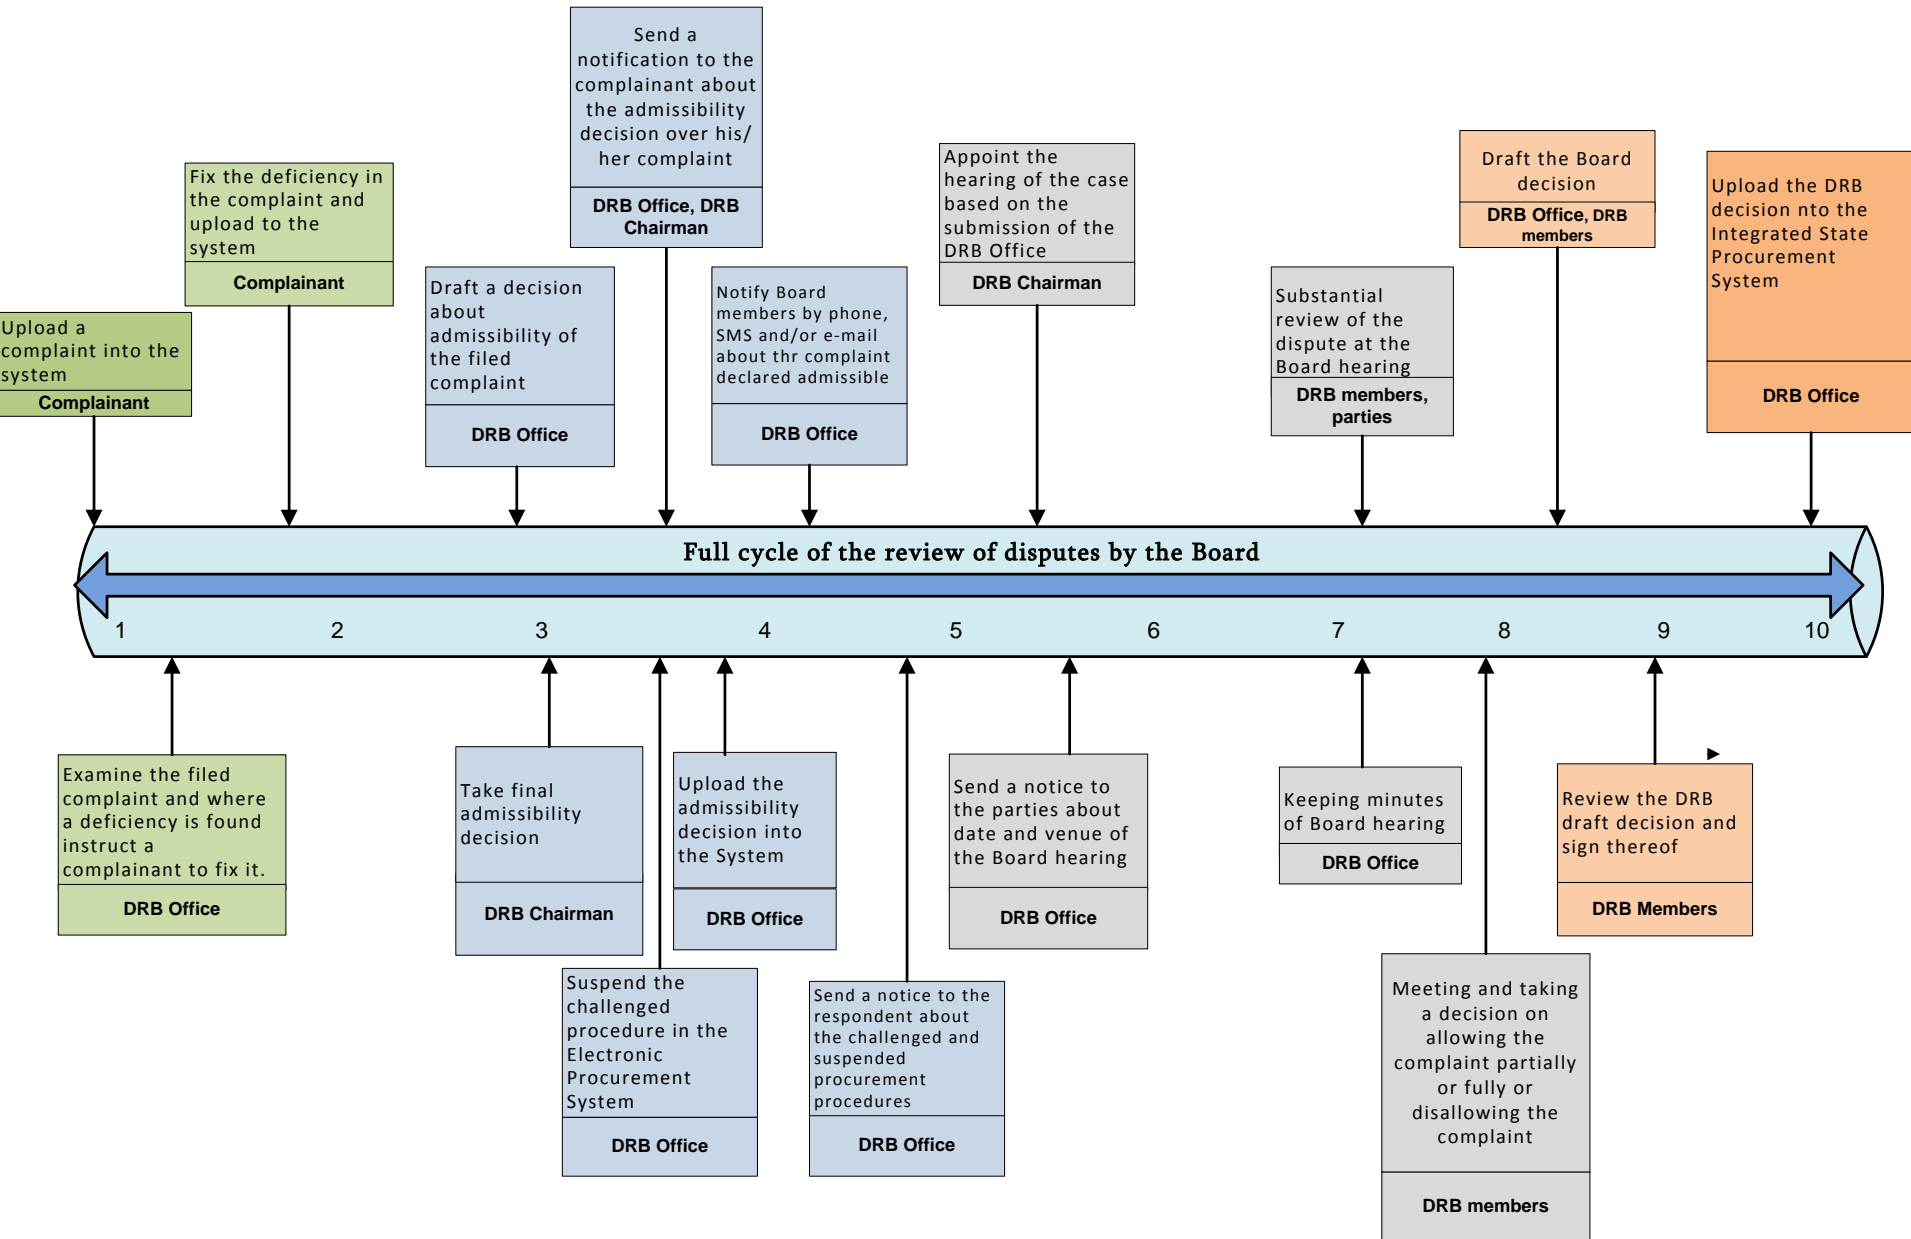 Send a
notification to the
complainant about
the admissibility
decision over his/
her complaint
DRB Office, DRB
Chairman
Fix the deficiency in
the complaint and
upload to the
system
Complainant
Appoint the
hearing of the case
based on the
submission of the
DRB Office
DRB Chairman
Draft the Board
decision
DRB Office, DRB
members
Upload the DRB
decision nto the
Integrated State
Procurement
System
DRB Office
Upload a
complaint into the
system
Complainant
Draft a decision
about
admissibility of
the filed
complaint
DRB Office
Notify Board
members by phone,
SMS and/or e-mail
about thr complaint
declared admissible
DRB Office
Substantial
review of the
dispute at the
Board hearing
DRB members,
parties
Full cycle of the review of disputes by the Board
1 2 3 4 5 6 7 8 9 10
Examine the filed
complaint and where
a deficiency is found
instruct a
complainant to fix it.
DRB Office
Take final
admissibility
decision
DRB Chairman
Upload the
admissibility
decision into
the System
DRB Office
Send a notice to
the parties about
date and venue of
the Board hearing
DRB Office
Keeping minutes
of Board hearing
DRB Office
Review the DRB
draft decision and
sign thereof
DRB Members
Suspend the
challenged
procedure in the
Electronic
Procurement
System
DRB Office
Send a notice to the
respondent about
the challenged and
suspended
procurement
procedures
DRB Office
Meeting and taking
a decision on
allowing the
complaint partially
or fully or
disallowing the
complaint
DRB members